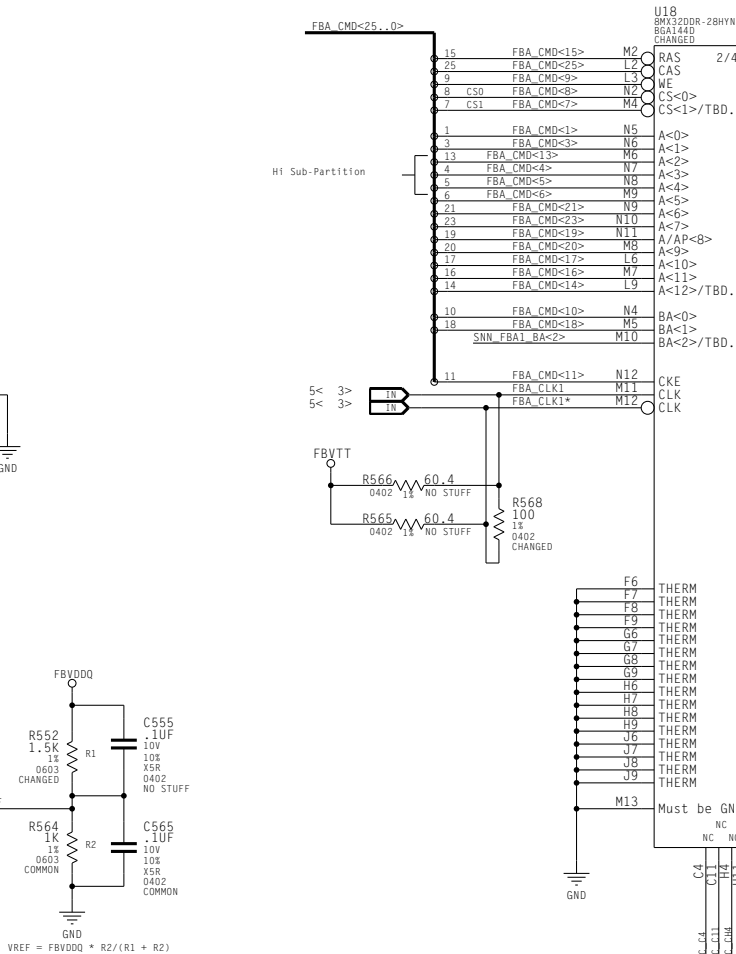 FBA_CMD<25..0>
U18
8MX32DDR-28HYN
BGA144D
CHANGED
2/4
15 FBA_CMD<15> M2 RAS
25 FBA_CMD<25> L2 CAS
9 FBA_CMD<9> L3 WE
8 CS0 FBA_CMD<8> N2 CS<0>
7 CS1 FBA_CMD<7> M4 CS<1>/TBD.
1 FBA_CMD<1> N5 A<0>
3 FBA_CMD<3> N6 A<1>
13 FBA_CMD<13> M6 A<2>
Hi Sub-Partition
4 FBA_CMD<4> N7 A<3>
5 FBA_CMD<5> N8 A<4>
6 FBA_CMD<6> M9 A<5>
21 FBA_CMD<21> N9 A<6>
23 FBA_CMD<23> N10 A<7>
19 FBA_CMD<19> N11 A/AP<8>
20 FBA_CMD<20> M8 A<9>
17 FBA_CMD<17> L6 A<10>
16 FBA_CMD<16> M7 A<11>
14 FBA_CMD<14> L9 A<12>/TBD.
10 FBA_CMD<10> N4 BA<0>
18 FBA_CMD<18> M5 BA<1>
SNN_FBA1_BA<2> M10 BA<2>/TBD.
11 FBA_CMD<11> N12 CKE
5< 3> IN FBA_CLK1 M11 CLK
5< 3> IN FBA_CLK1* M12 CLK
GND
FBVTT
R566 60.4
0402 1% NO STUFF
R565 60.4
0402 1% NO STUFF
R568
100
1%
0402
CHANGED
F6 THERM
F7 THERM
F8 THERM
F9 THERM
G6 THERM
G7 THERM
G8 THERM
G9 THERM
H6 THERM
H7 THERM
H8 THERM
H9 THERM
J6 THERM
J7 THERM
J8 THERM
J9 THERM
M13 Must be GN
NC
NC
GND
C4
C11
H4
C_C4
C_C11
C_CH4
FBVDDQ
R552
1.5K
1%
0603
CHANGED
R1
C555
.1UF
10V
10%
X5R
0402
NO STUFF
R564
1K
1%
0603
COMMON
R2
C565
.1UF
10V
10%
X5R
0402
COMMON
GND
VREF = FBVDDQ * R2/(R1 + R2)